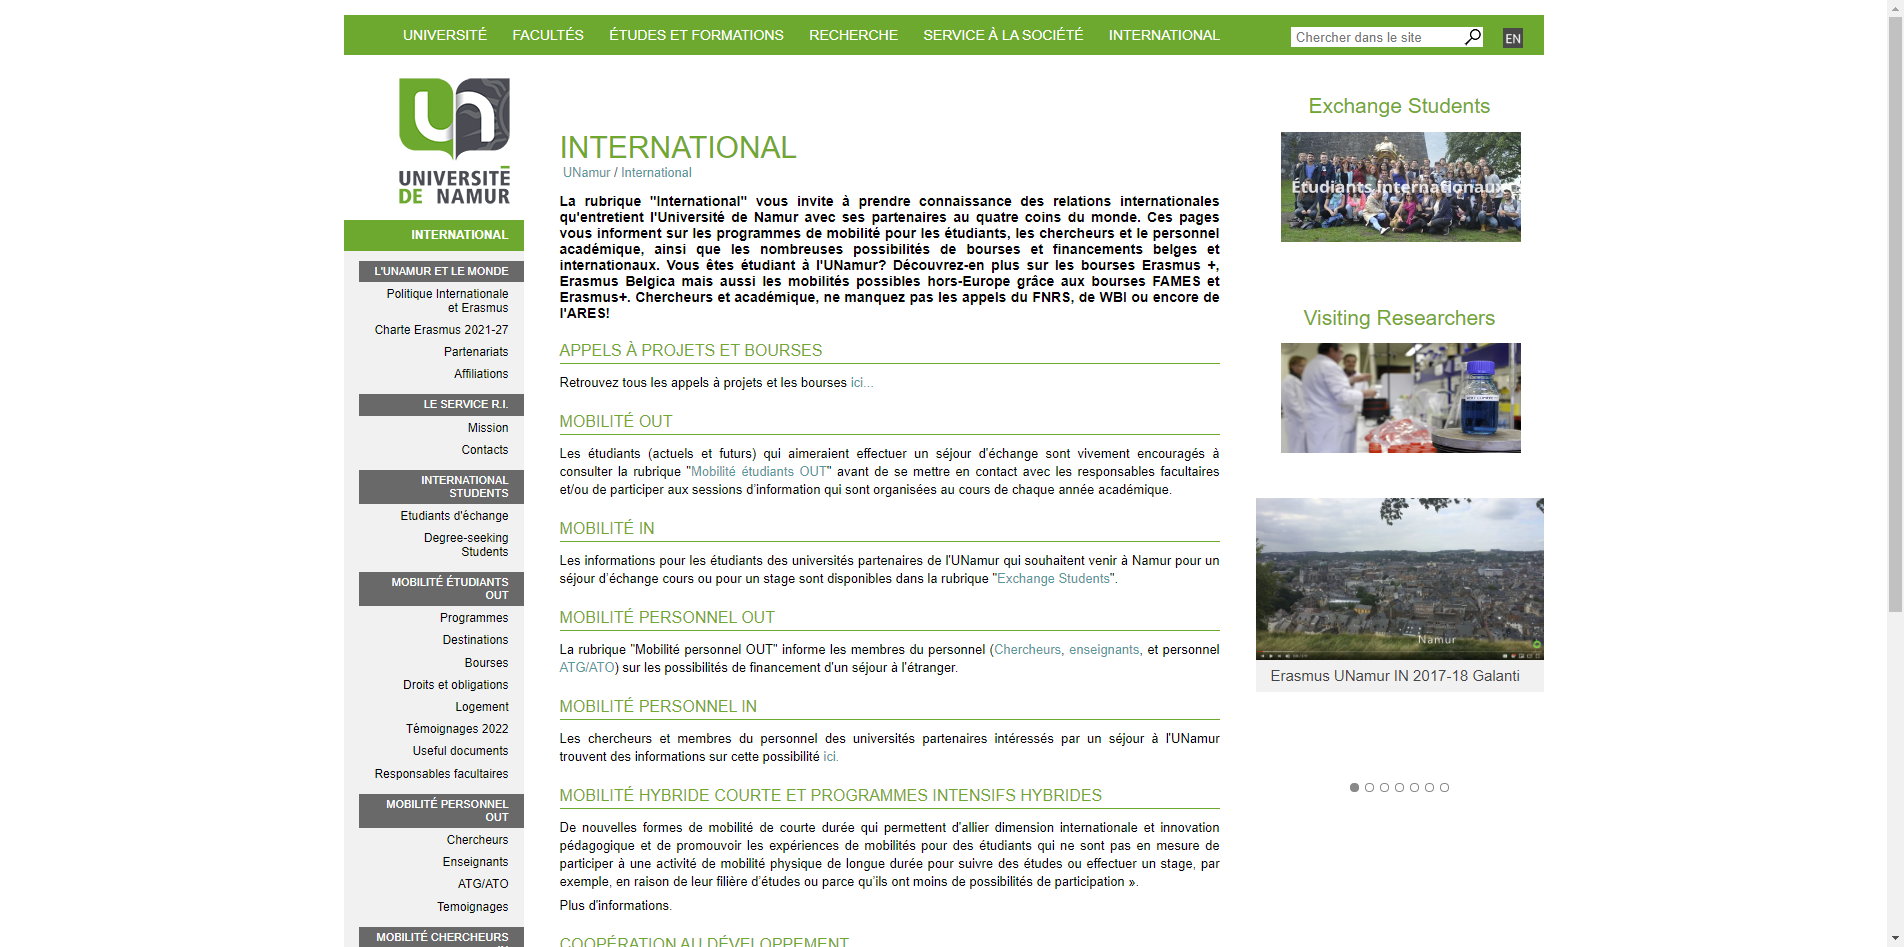 UNIVERSITÉ FACULTÉS ÉTUDES ET FORMATIONS RECHERCHE SERVICE À LA SOCIÉTÉ INTERNATIONAL Chercher dans le site EN
UNIVERSITÉ
DE NAMUR
INTERNATIONAL
L'UNAMUR ET LE MONDE
Politique Internationale
et Erasmus
Charte Erasmus 2021-27
Partenariats
Affiliations
LE SERVICE R.I.
Mission
Contacts
INTERNATIONAL
STUDENTS
Etudiants d'échange
Degree-seeking
Students
MOBILITÉ ÉTUDIANTS
OUT
Programmes
Destinations
Bourses
Droits et obligations
Logement
Témoignages 2022
Useful documents
Responsables facultaires
MOBILITÉ PERSONNEL
OUT
Chercheurs
Enseignants
ATG/ATO
Temoignages
MOBILITÉ CHERCHEURS
INTERNATIONAL
UNamur / International
La rubrique "International" vous invite à prendre connaissance des relations internationales
qu'entretient l'Université de Namur avec ses partenaires au quatre coins du monde. Ces pages
vous informent sur les programmes de mobilité pour les étudiants, les chercheurs et le personnel
académique, ainsi que les nombreuses possibilités de bourses et financements belges et
internationaux. Vous êtes étudiant à l'UNamur? Découvrez-en plus sur les bourses Erasmus +,
Erasmus Belgica mais aussi les mobilités possibles hors-Europe grâce aux bourses FAMES et
Erasmus+. Chercheurs et académique, ne manquez pas les appels du FNRS, de WBI ou encore de
l'ARES!
APPELS À PROJETS ET BOURSES
Retrouvez tous les appels à projets et les bourses ici...
MOBILITÉ OUT
Les étudiants (actuels et futurs) qui aimeraient effectuer un séjour d'échange sont vivement encouragés à
consulter la rubrique "Mobilité étudiants OUT" avant de se mettre en contact avec les responsables facultaires
et/ou de participer aux sessions d'information qui sont organisées au cours de chaque année académique.
MOBILITÉ IN
Les informations pour les étudiants des universités partenaires de l'UNamur qui souhaitent venir à Namur pour un
séjour d'échange cours ou pour un stage sont disponibles dans la rubrique "Exchange Students".
MOBILITÉ PERSONNEL OUT
La rubrique "Mobilité personnel OUT" informe les membres du personnel (Chercheurs, enseignants, et personnel
ATG/ATO) sur les possibilités de financement d'un séjour à l'étranger.
MOBILITÉ PERSONNEL IN
Les chercheurs et membres du personnel des universités partenaires intéressés par un séjour à l'UNamur
trouvent des informations sur cette possibilité ici.
MOBILITÉ HYBRIDE COURTE ET PROGRAMMES INTENSIFS HYBRIDES
De nouvelles formes de mobilité de courte durée qui permettent d'allier dimension internationale et innovation
pédagogique et de promouvoir les expériences de mobilités pour des étudiants qui ne sont pas en mesure de
participer à une activité de mobilité physique de longue durée pour suivre des études ou effectuer un stage, par
exemple, en raison de leur filière d'études ou parce qu'ils ont moins de possibilités de participation ».
Plus d'informations.
COOPÉRATION AU DÉVELOPPEMENT
Exchange Students
Étudiants internationaux
Visiting Researchers
Namur
Erasmus UNamur IN 2017-18 Galanti